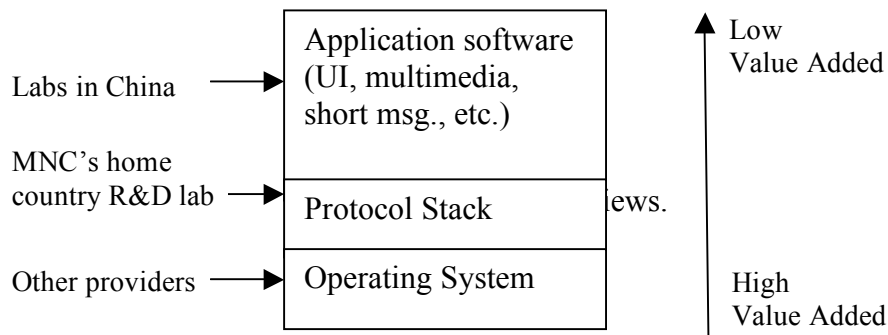 Application software
(UI, multimedia,
short msg., etc.)
Low
Value Added
Labs in China
MNC's home
country R&D lab
Protocol Stack
iews.
Other providers
Operating System
High
Value Added